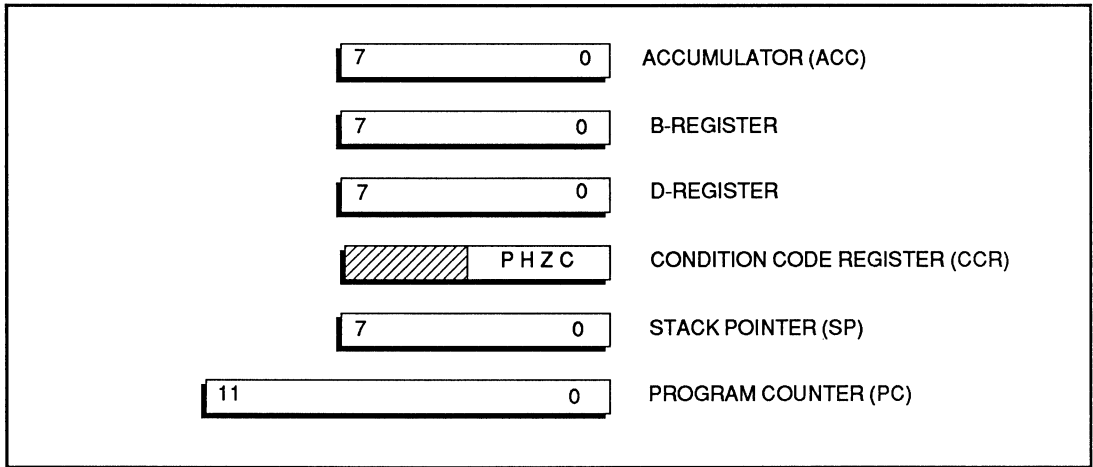 7 0 ACCUMULATOR (ACC)
7 0 B-REGISTER
7 0 D-REGISTER
P H Z C CONDITION CODE REGISTER (CCR)
7 0 STACK POINTER (SP)
11 0 PROGRAM COUNTER (PC)